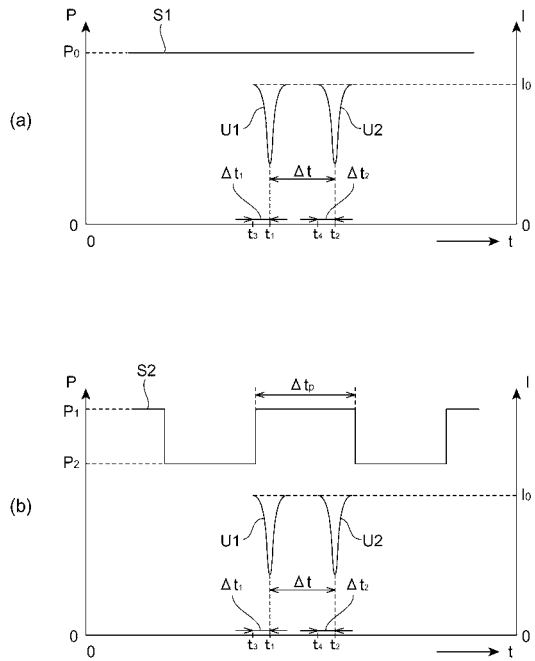 P S1 I
P₀
I₀
(a)
U1 U2
Δt
Δt₁ Δt₂
0 0
t₃ t₁ t₄ t₂
0 t
P S2 Δtₚ I
P₁
P₂
I₀
(b)
U1 U2
Δt
Δt₁ Δt₂
0 0
t₃ t₁ t₄ t₂
0 t